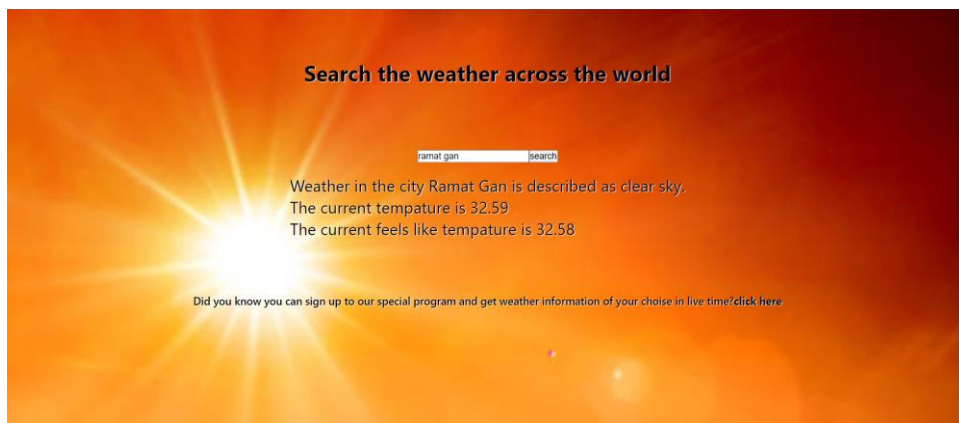 Search the weather across the world
ramat gan search
Weather in the city Ramat Gan is described as clear sky.
The current tempature is 32.59
The current feels like tempature is 32.58
Did you know you can sign up to our special program and get weather information of your choise in live time?click here